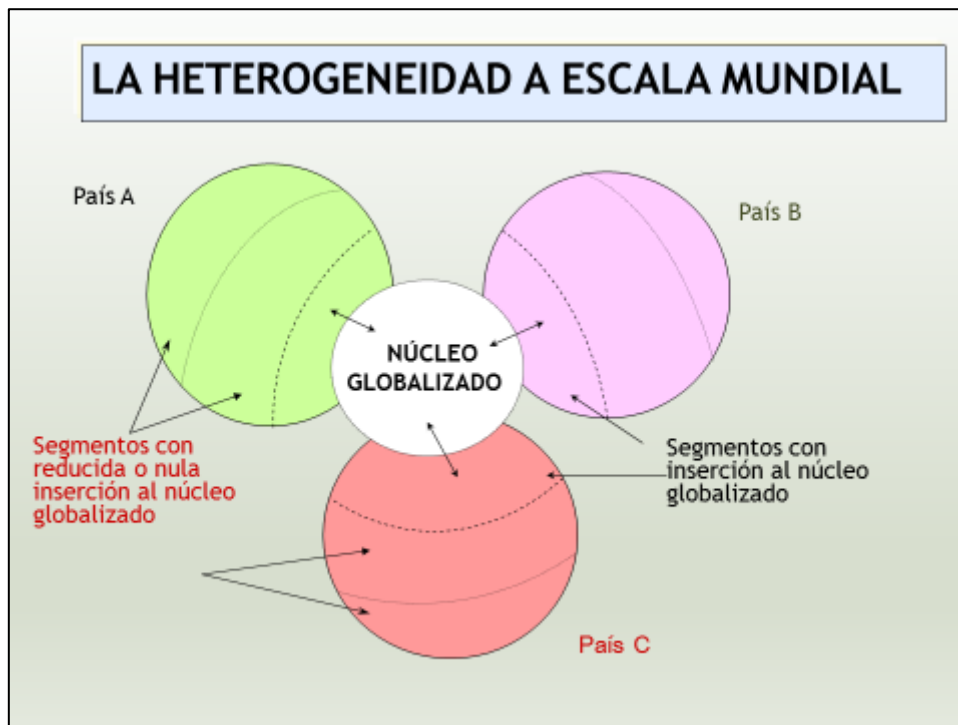 LA HETEROGENEIDAD A ESCALA MUNDIAL
País A
País B
NÚCLEO
GLOBALIZADO
Segmentos con
reducida o nula
inserción al núcleo
globalizado
Segmentos con
inserción al núcleo
globalizado
País C